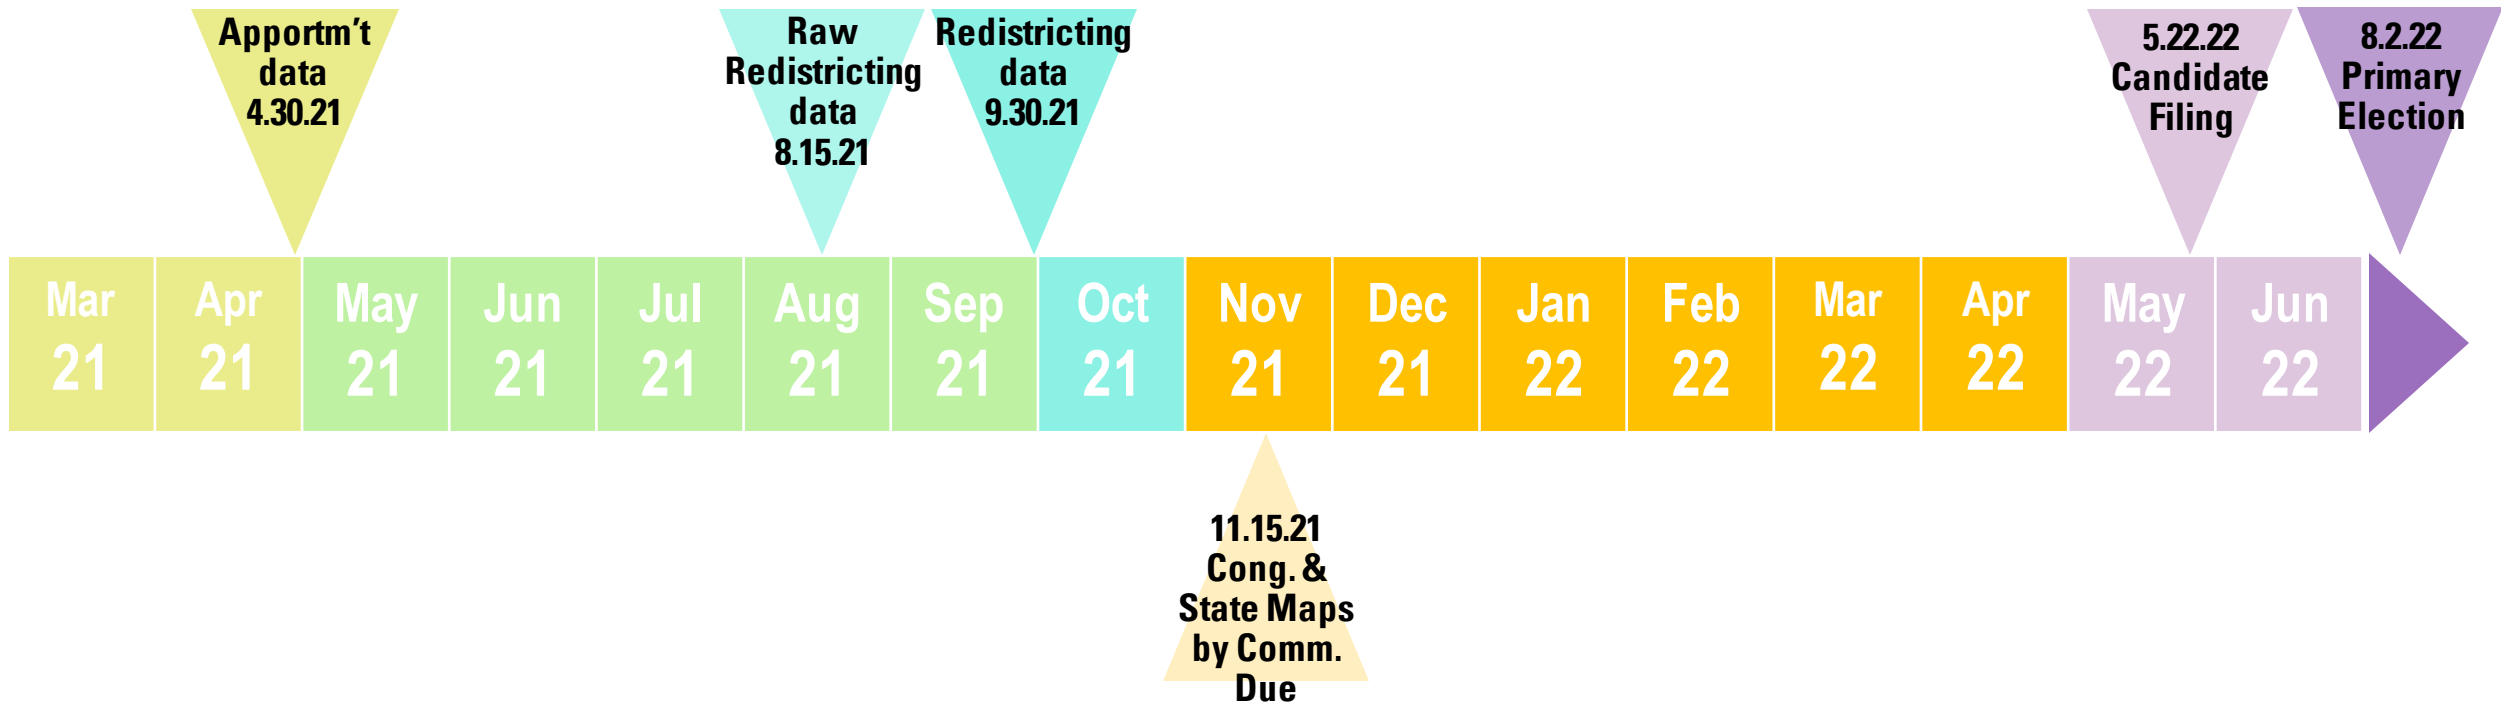 Apportm't
data
4.30.21
Raw
Redistricting
data
8.15.21
Redistricting
data
9.30.21
5.22.22
Candidate
Filing
8.2.22
Primary
Election
Mar
21
Apr
21
May
21
Jun
21
Jul
21
Aug
21
Sep
21
Oct
21
Nov
21
Dec
21
Jan
22
Feb
22
Mar
22
Apr
22
May
22
Jun
22
11.15.21
Cong. &
State Maps
by Comm.
Due